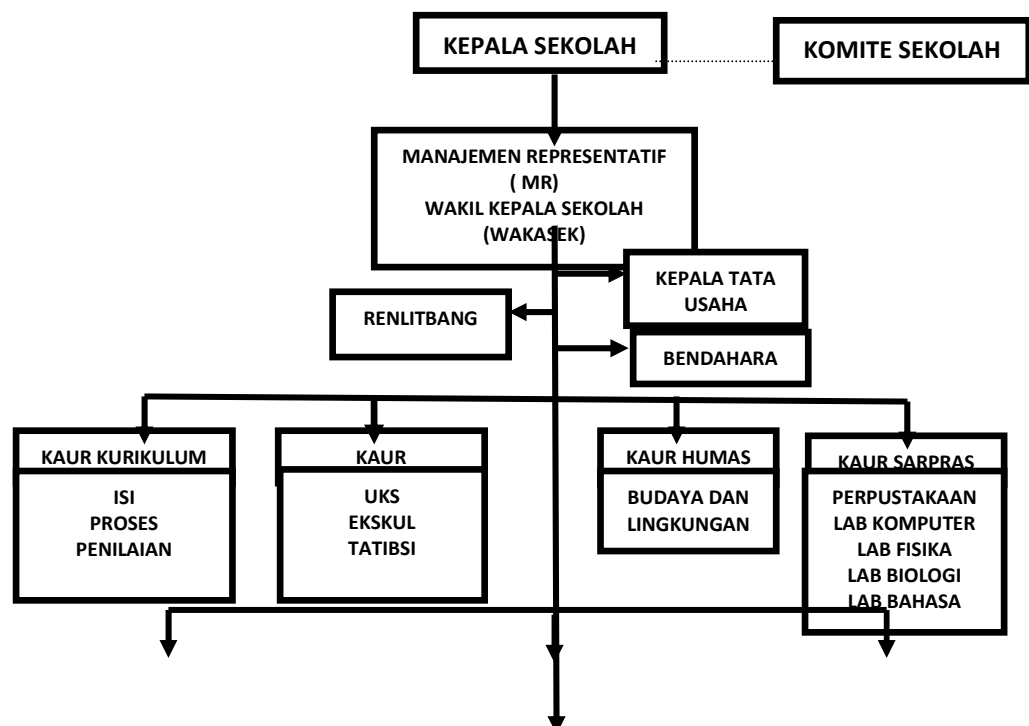 KEPALA SEKOLAH
KOMITE SEKOLAH
MANAJEMEN REPRESENTATIF
( MR)
WAKIL KEPALA SEKOLAH
(WAKASEK)
KEPALA TATA
USAHA
RENLITBANG
BENDAHARA
KAUR KURIKULUM
ISI
PROSES
PENILAIAN
KAUR
UKS
EKSKUL
TATIBSI
KAUR HUMAS
BUDAYA DAN
LINGKUNGAN
KAUR SARPRAS
PERPUSTAKAAN
LAB KOMPUTER
LAB FISIKA
LAB BIOLOGI
LAB BAHASA